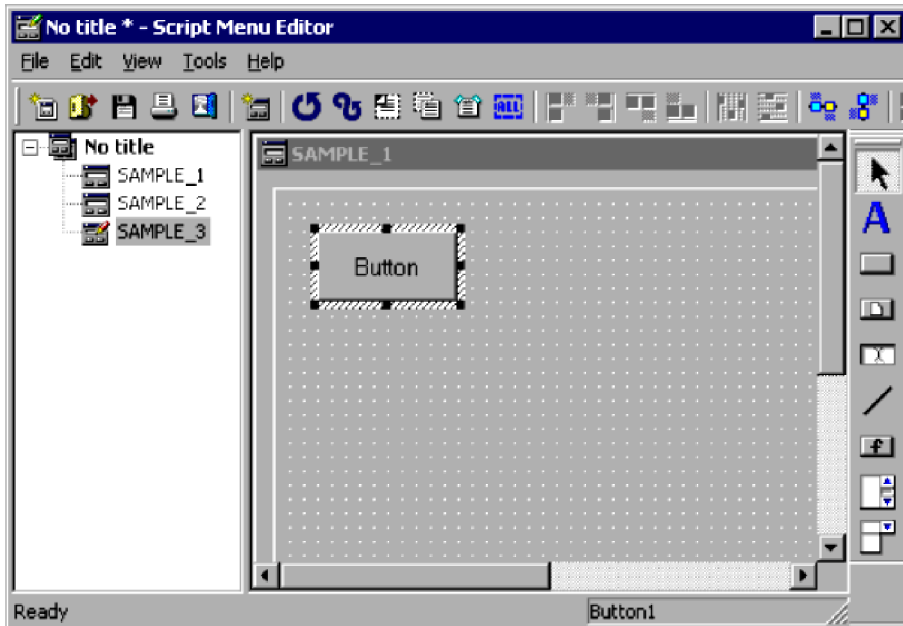 No title * - Script Menu Editor
File Edit View Tools Help
ALL
No title
SAMPLE_1
SAMPLE_2
SAMPLE_3
SAMPLE_1
Button
A
f
Ready
Button1